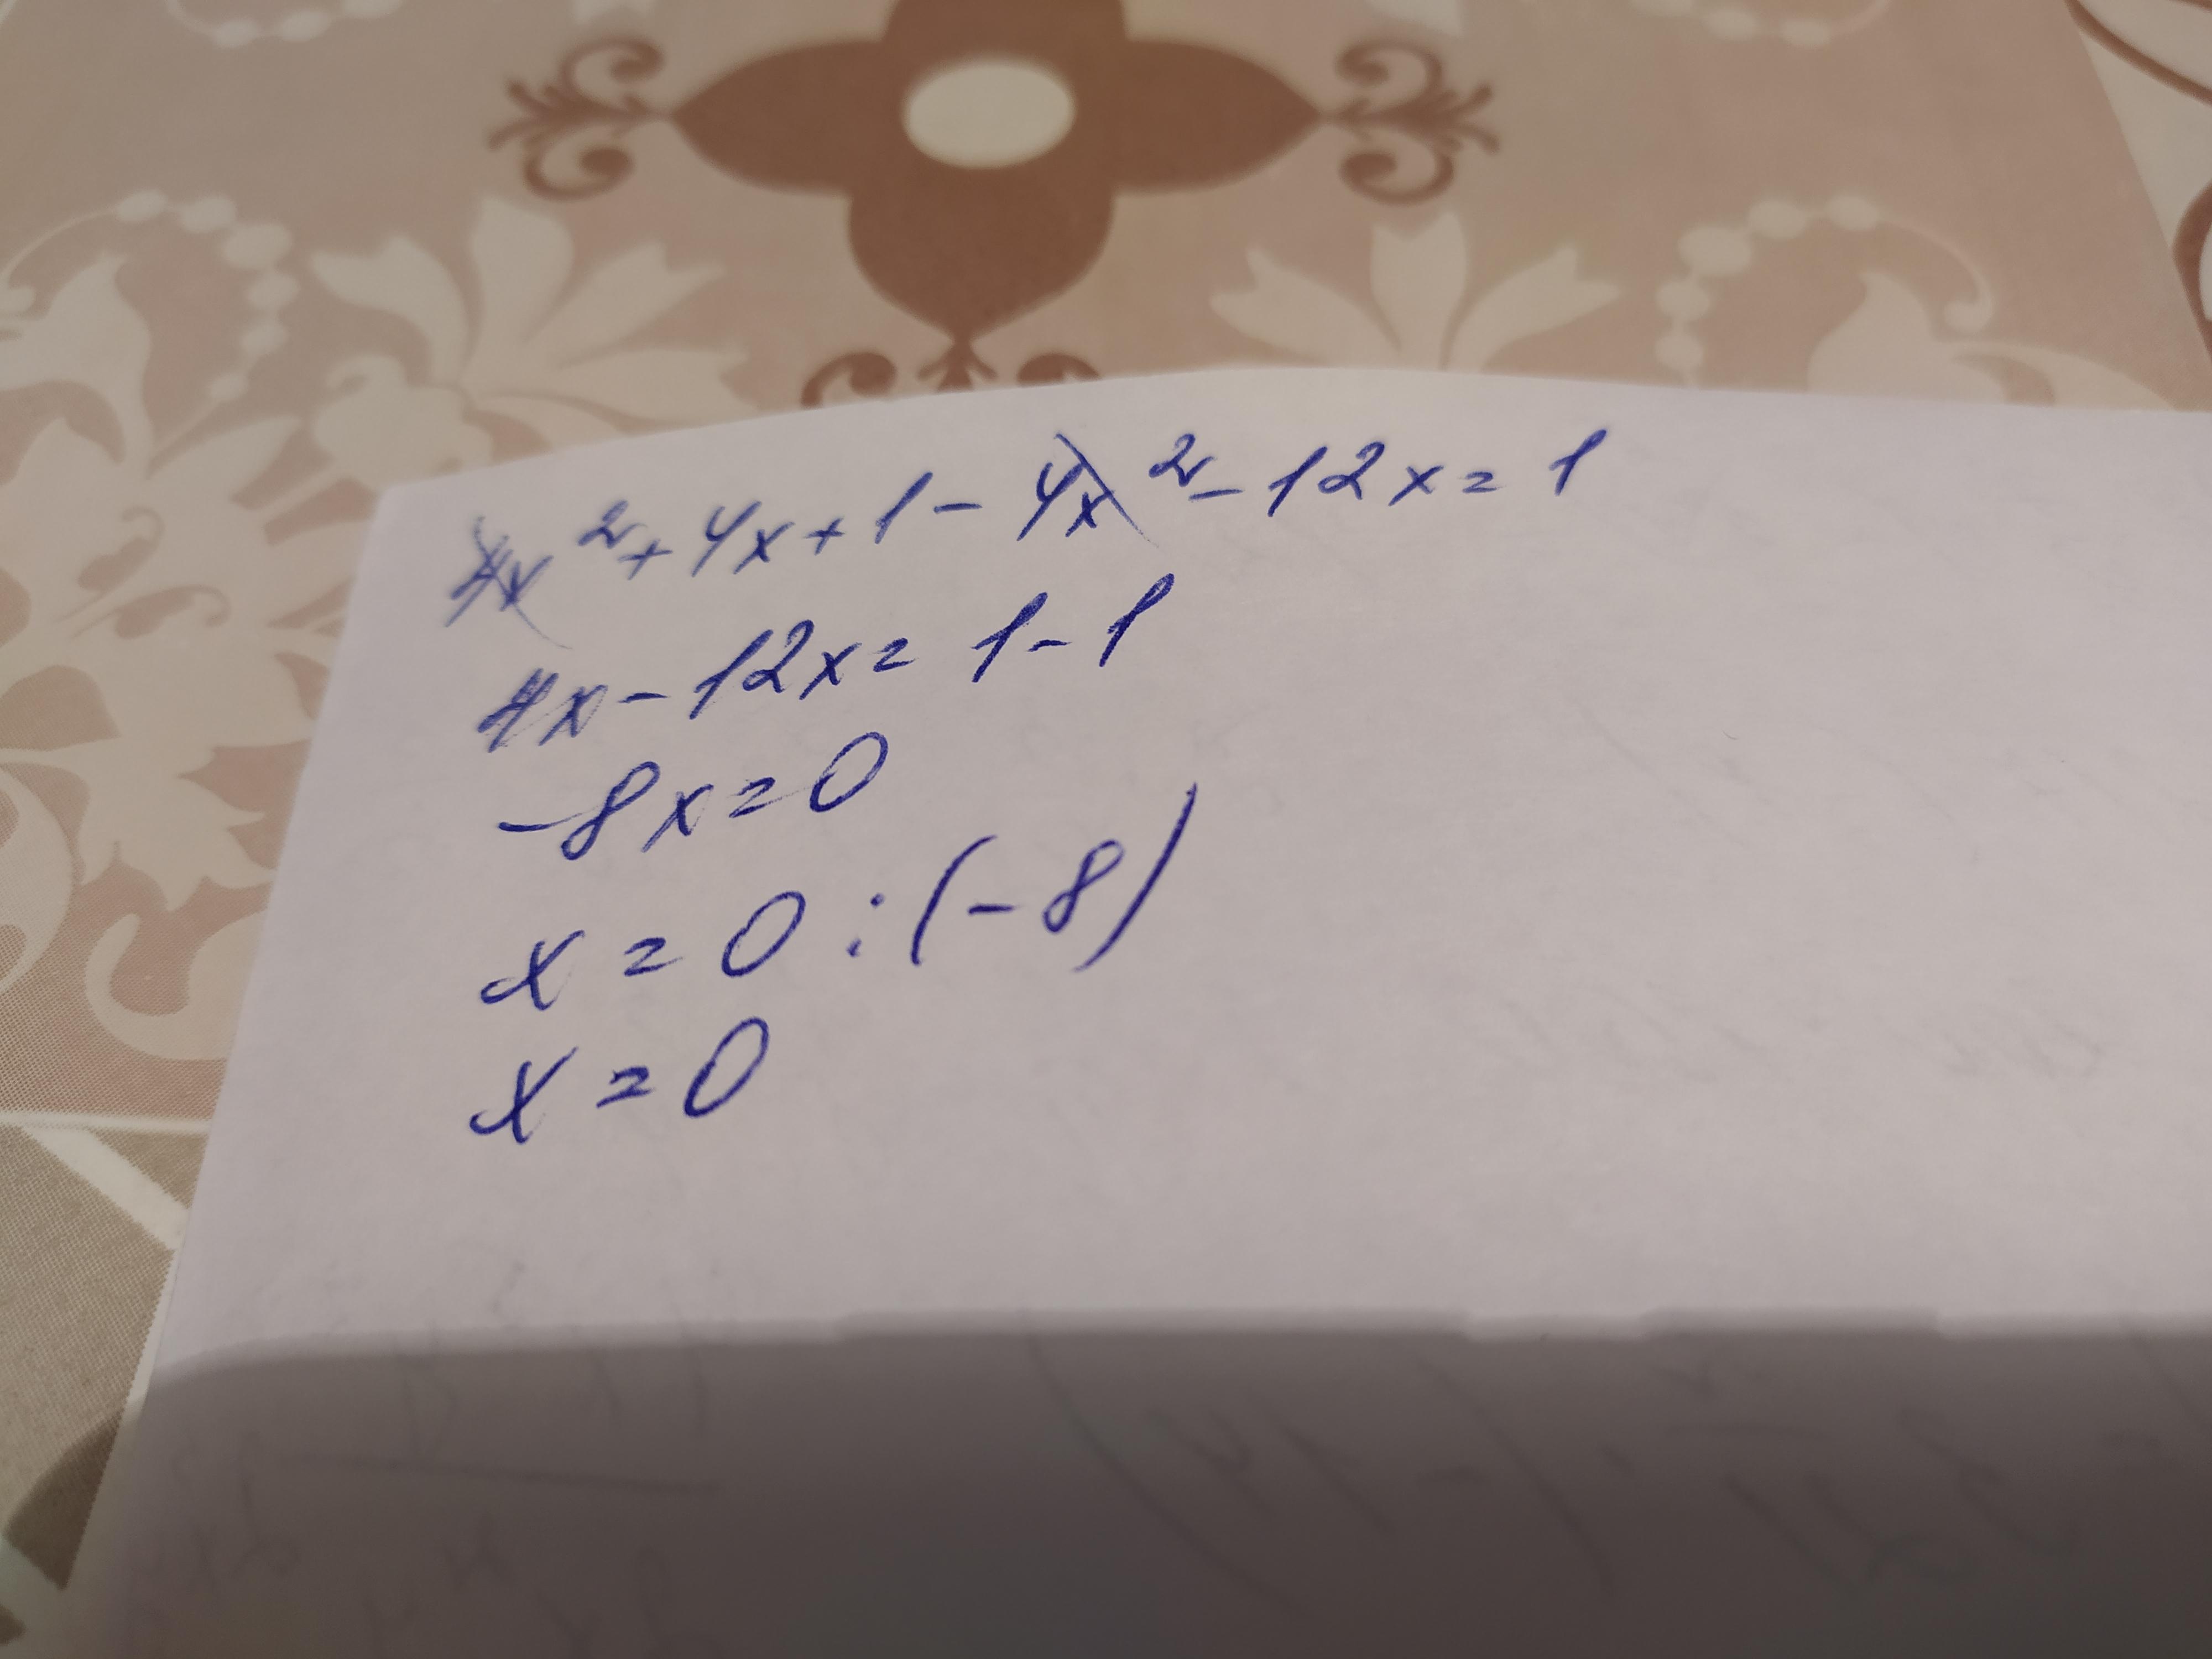 4x² + 4x + 1 - 4x² - 12x = 1
4x - 12x = 1 - 1
-8x = 0
x = 0 : (-8)
x = 0